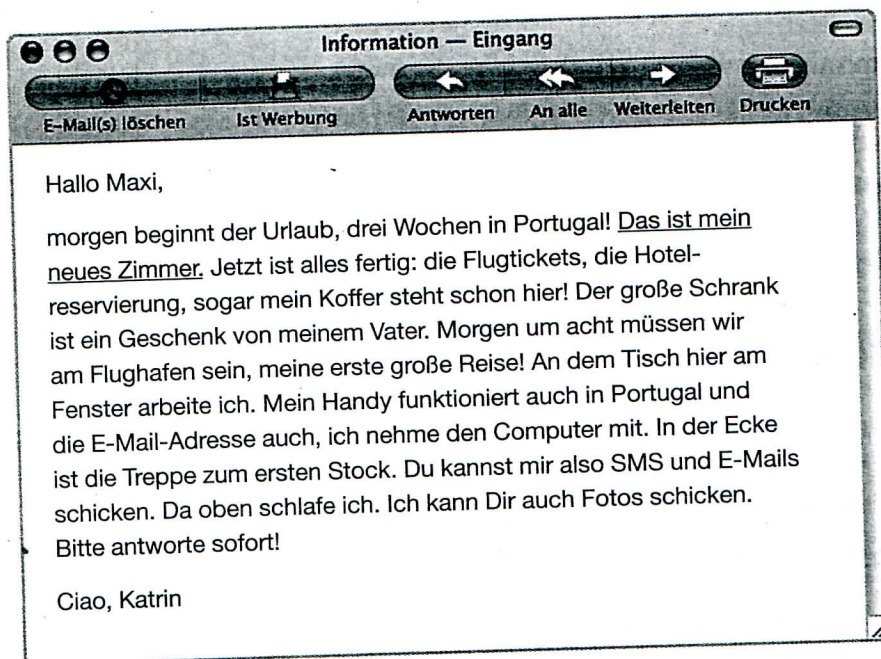 Information — Eingang
E-Mail(s) löschen Ist Werbung Antworten An alle Weiterleiten Drucken
Hallo Maxi,
morgen beginnt der Urlaub, drei Wochen in Portugal! Das ist mein
neues Zimmer. Jetzt ist alles fertig: die Flugtickets, die Hotel-
reservierung, sogar mein Koffer steht schon hier! Der große Schrank
ist ein Geschenk von meinem Vater. Morgen um acht müssen wir
am Flughafen sein, meine erste große Reise! An dem Tisch hier am
Fenster arbeite ich. Mein Handy funktioniert auch in Portugal und
die E-Mail-Adresse auch, ich nehme den Computer mit. In der Ecke
ist die Treppe zum ersten Stock. Du kannst mir also SMS und E-Mails
schicken. Da oben schlafe ich. Ich kann Dir auch Fotos schicken.
Bitte antworte sofort!
Ciao, Katrin